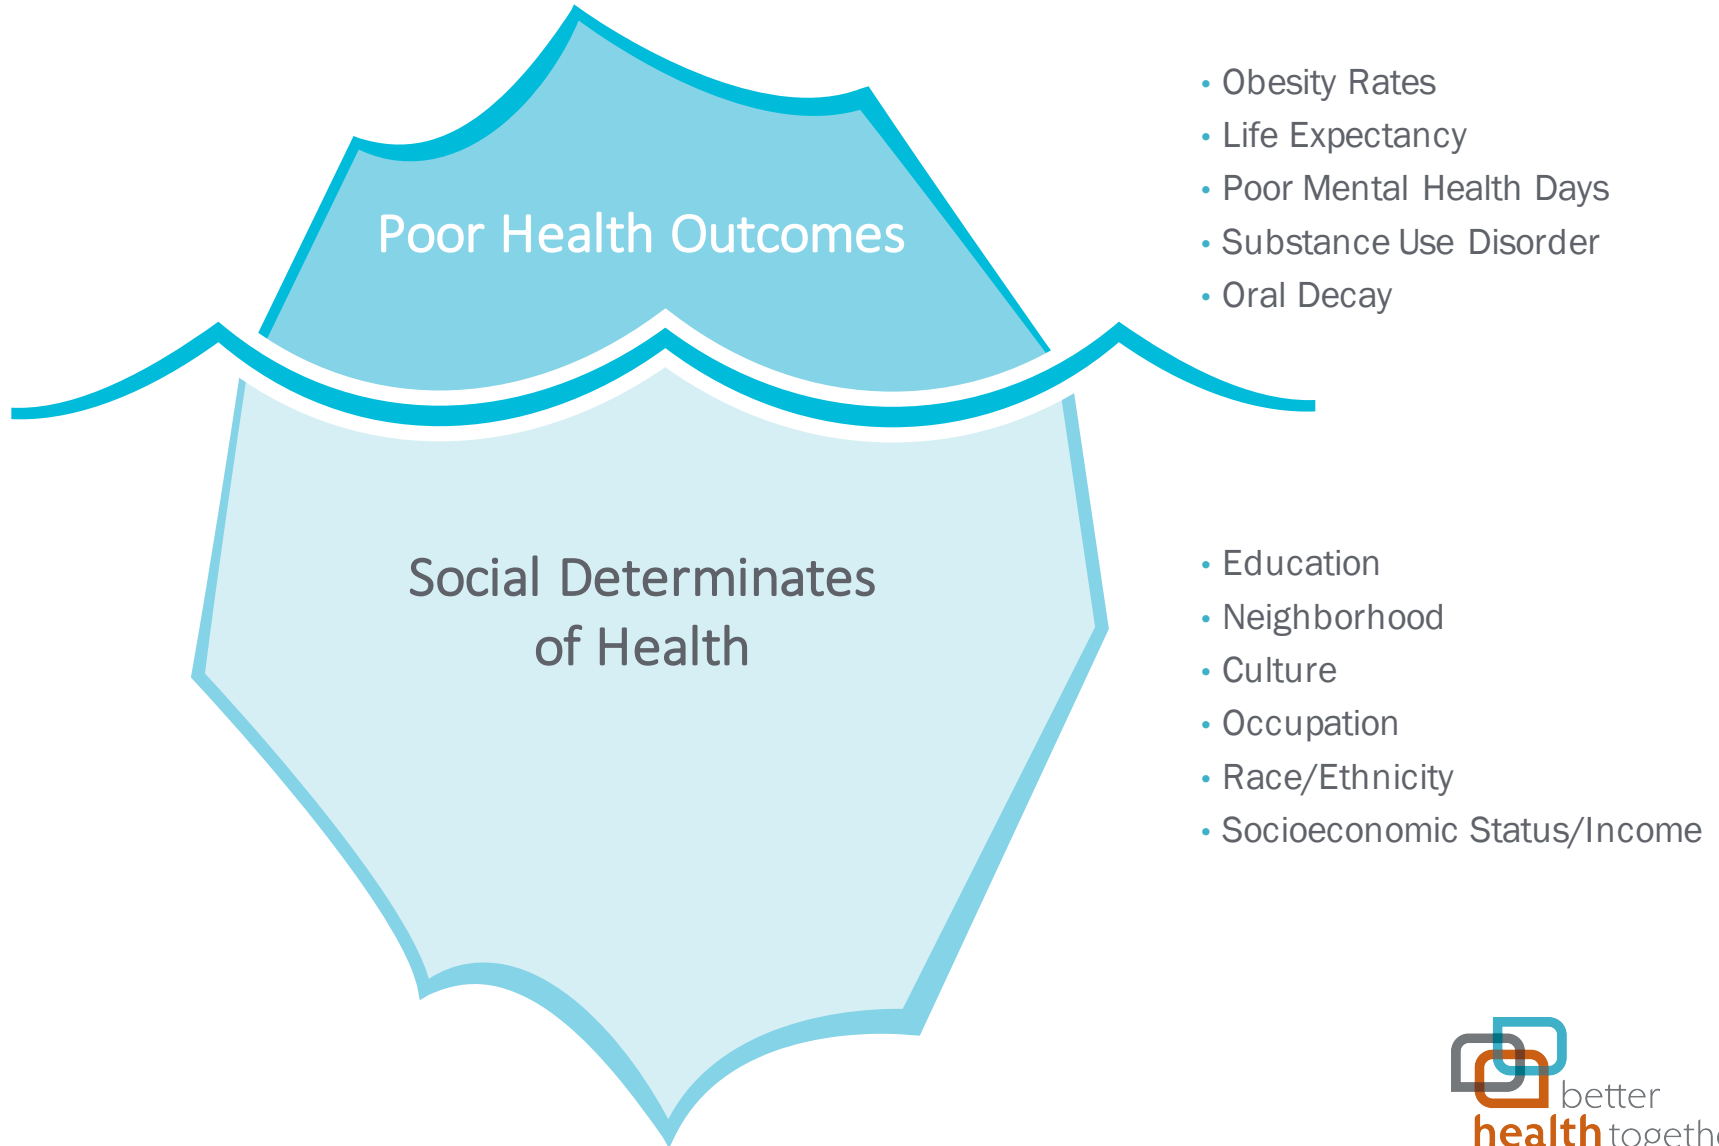 Poor Health Outcomes
• Obesity Rates
• Life Expectancy
• Poor Mental Health Days
• Substance Use Disorder
• Oral Decay
Social Determinates
of Health
• Education
• Neighborhood
• Culture
• Occupation
• Race/Ethnicity
• Socioeconomic Status/Income
better
health